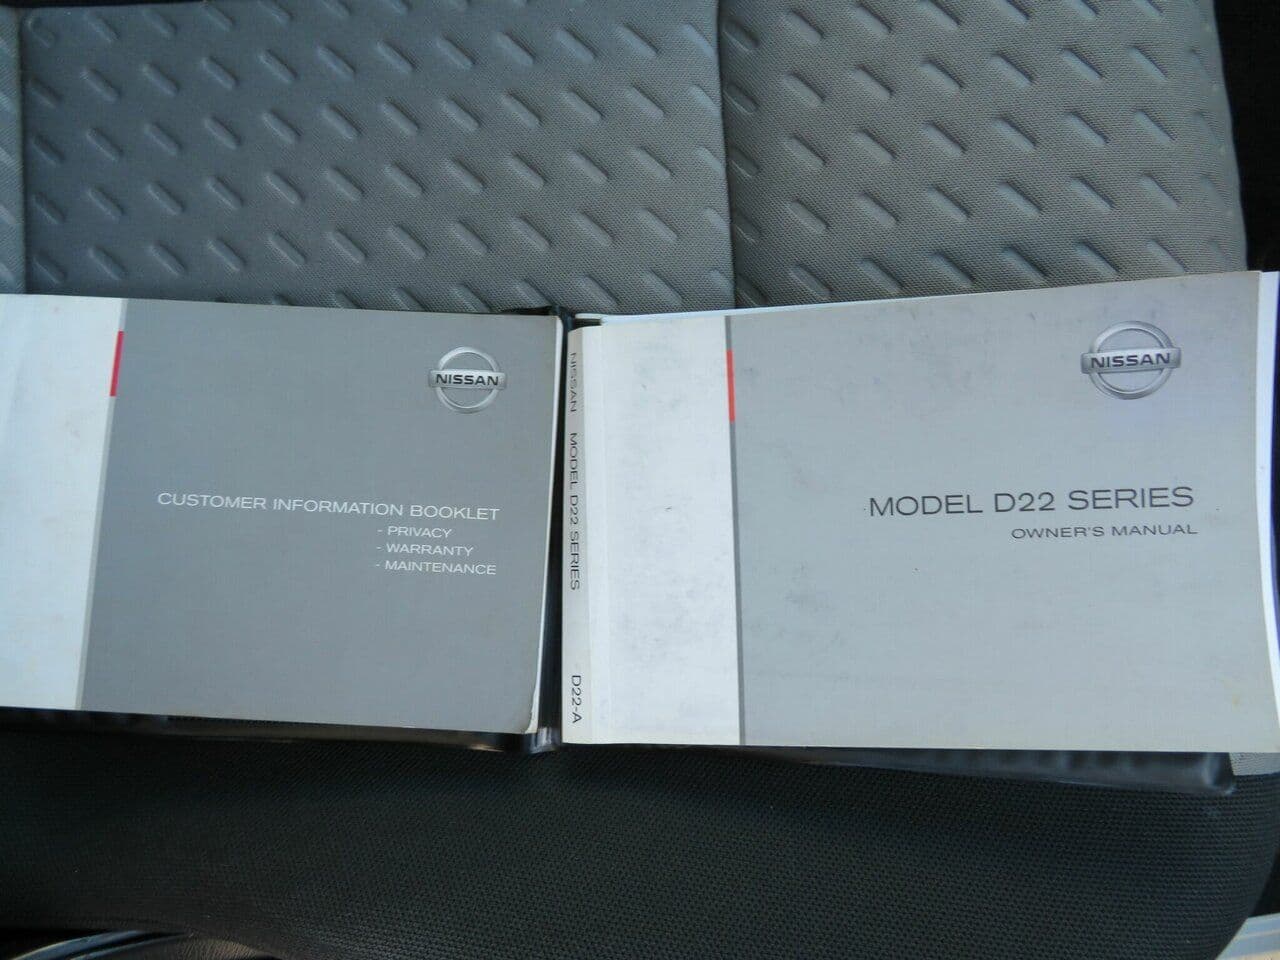 NISSAN
CUSTOMER INFORMATION BOOKLET
- PRIVACY
- WARRANTY
- MAINTENANCE
NISSAN MODEL D22 SERIES D22-A
NISSAN
MODEL D22 SERIES
OWNER'S MANUAL